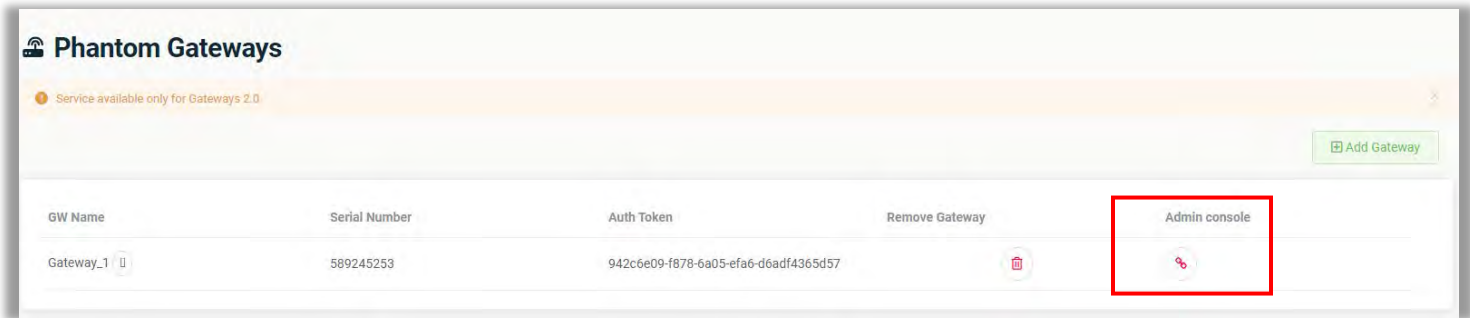 Phantom Gateways
Service available only for Gateways 2.0
Add Gateway
GW Name Serial Number Auth Token Remove Gateway Admin console
Gateway_1 589245253 942c6e09-f878-6a05-efa6-d6adf4365d57